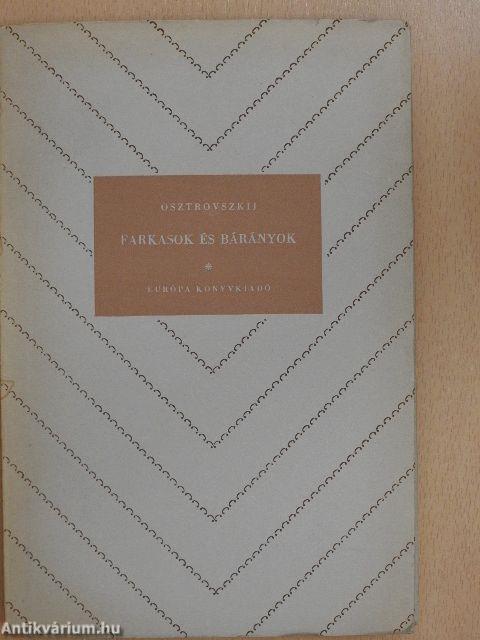 OSZTROVSZKIJ
FARKASOK ÉS BÁRÁNYOK
*
EURÓPA KÖNYVKIADÓ
Antikvárium.hu